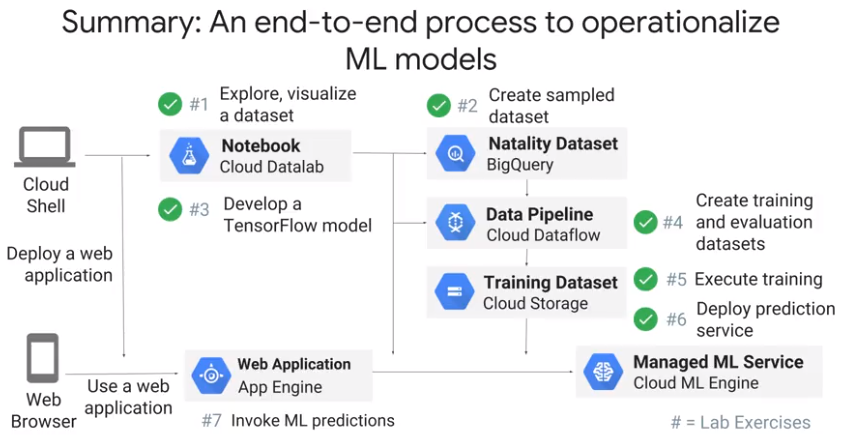 Summary: An end-to-end process to operationalize
ML models
#1 Explore, visualize
a dataset
#2 Create sampled
dataset
Notebook
Cloud Datalab
Natality Dataset
BigQuery
Cloud
Shell
#3 Develop a
TensorFlow model
Data Pipeline
Cloud Dataflow
#4 Create training
and evaluation
datasets
Deploy a web
application
Training Dataset
Cloud Storage
#5 Execute training
#6 Deploy prediction
service
Web
Browser
Use a web
application
Web Application
App Engine
Managed ML Service
Cloud ML Engine
#7 Invoke ML predictions
# = Lab Exercises